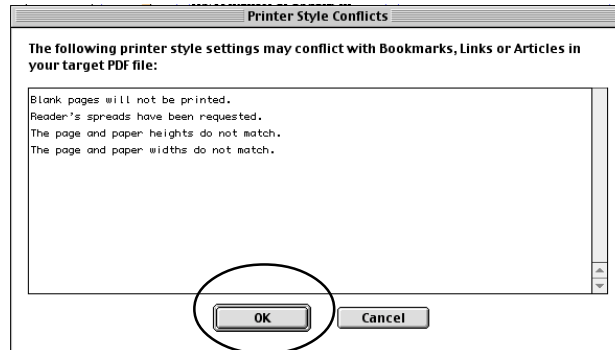 Printer Style Conflicts
The following printer style settings may conflict with Bookmarks, Links or Articles in
your target PDF file:
Blank pages will not be printed.
Reader's spreads have been requested.
The page and paper heights do not match.
The page and paper widths do not match.
OK
Cancel